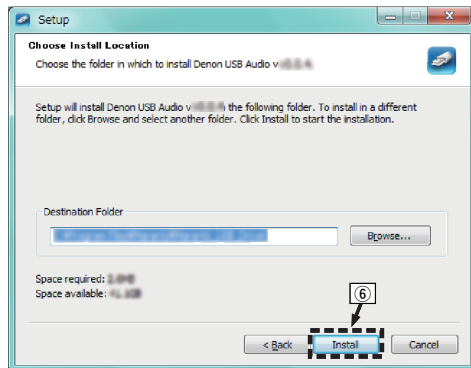 Setup
Choose Install Location
Choose the folder in which to install Denon USB Audio
Setup will install Denon USB Audio the following folder. To install in a different
folder, click Browse and select another folder. Click Install to start the installation.
Destination Folder
Browse...
Space required:
Space available:
⑥
< Back Install Cancel